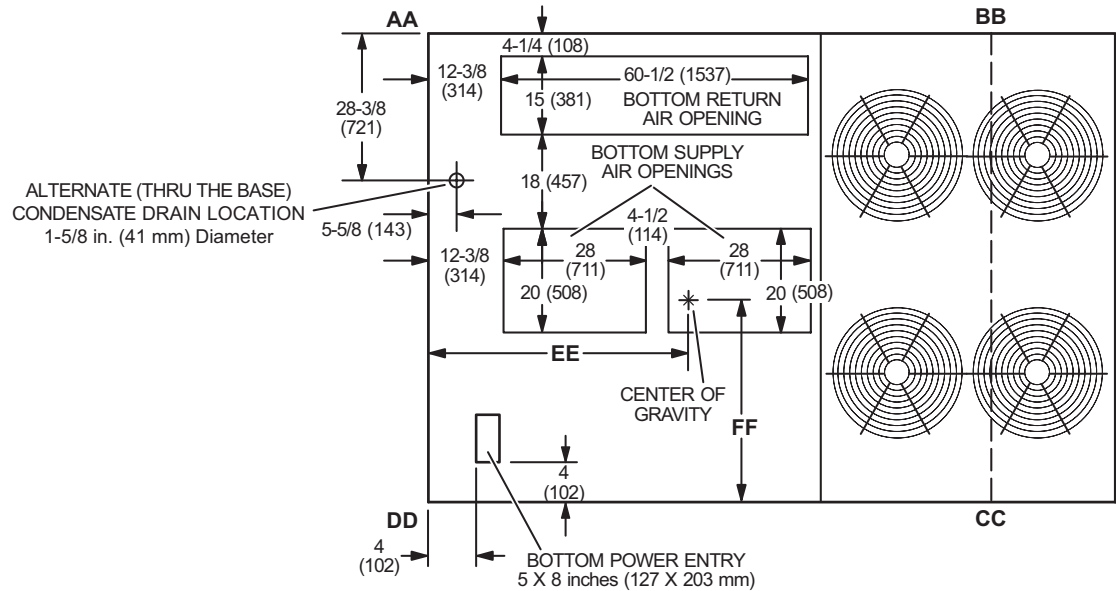 AA
BB
4-1/4 (108)
12-3/8
(314)
60-1/2 (1537)
28-3/8
(721)
15 (381)
BOTTOM RETURN
AIR OPENING
BOTTOM SUPPLY
AIR OPENINGS
18 (457)
ALTERNATE (THRU THE BASE)
CONDENSATE DRAIN LOCATION
1-5/8 in. (41 mm) Diameter
5-5/8 (143)
4-1/2
(114)
12-3/8
(314)
28
(711)
28
(711)
20 (508)
20 (508)
EE
CENTER OF
GRAVITY
FF
4
(102)
DD
CC
4
(102)
BOTTOM POWER ENTRY
5 X 8 inches (127 X 203 mm)